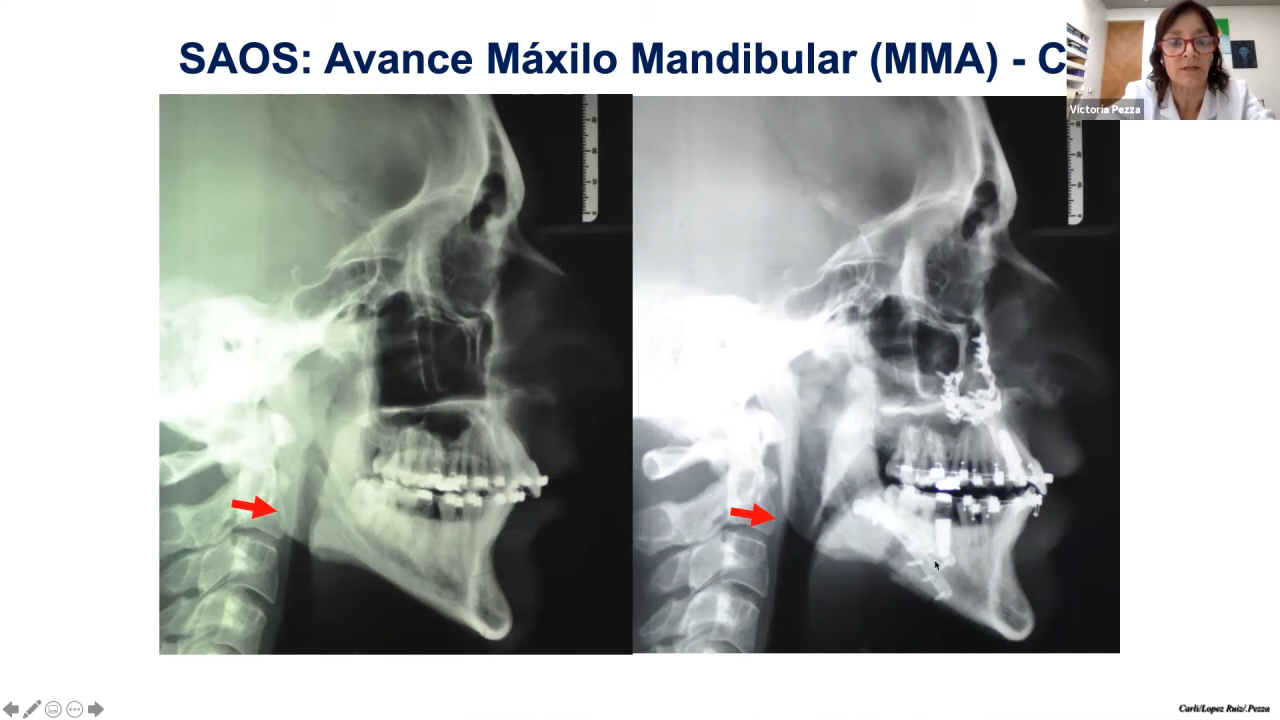 SAOS: Avance Máxilo Mandibular (MMA) - C
Victoria Pezza
Carli/Lopez Ruiz/.Pezza